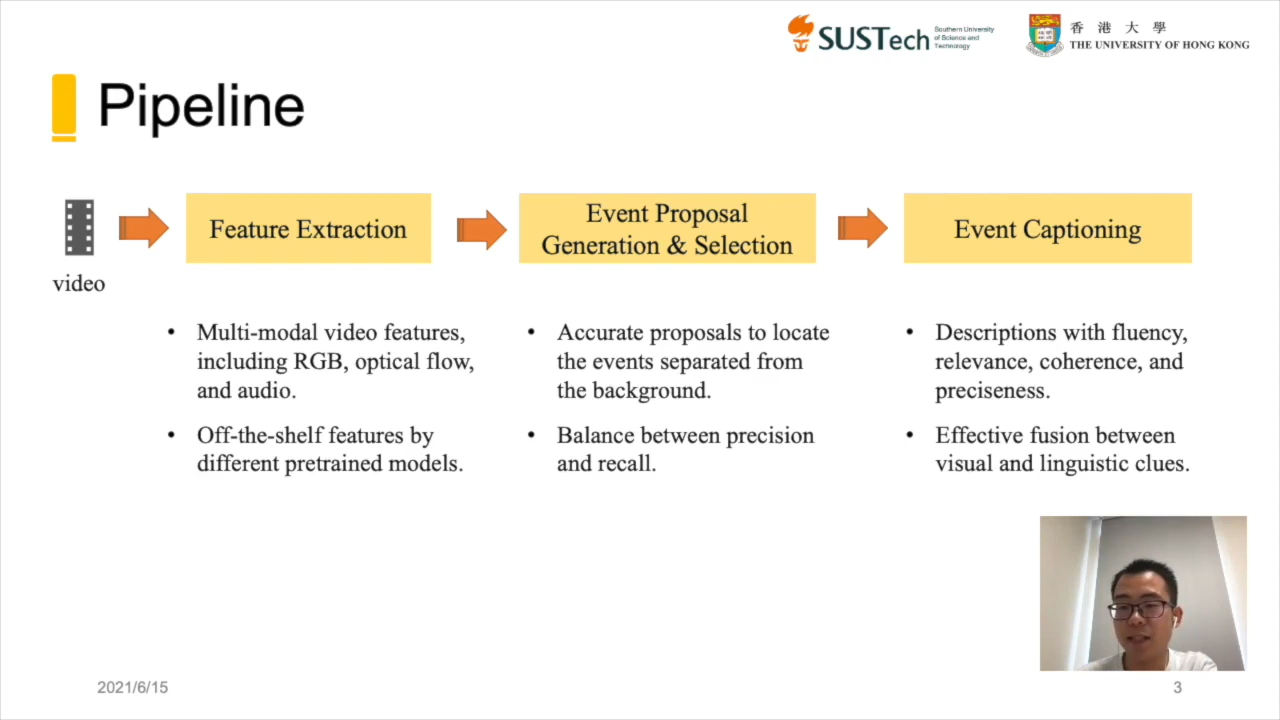 SUSTech
Southern University
of Science and
Technology
香港大學
THE UNIVERSITY OF HONG KONG
Pipeline
video
Feature Extraction
Event Proposal
Generation & Selection
Event Captioning
• Multi-modal video features,
including RGB, optical flow,
and audio.
• Off-the-shelf features by
different pretrained models.
• Accurate proposals to locate
the events separated from
the background.
• Balance between precision
and recall.
• Descriptions with fluency,
relevance, coherence, and
preciseness.
• Effective fusion between
visual and linguistic clues.
2021/6/15
3